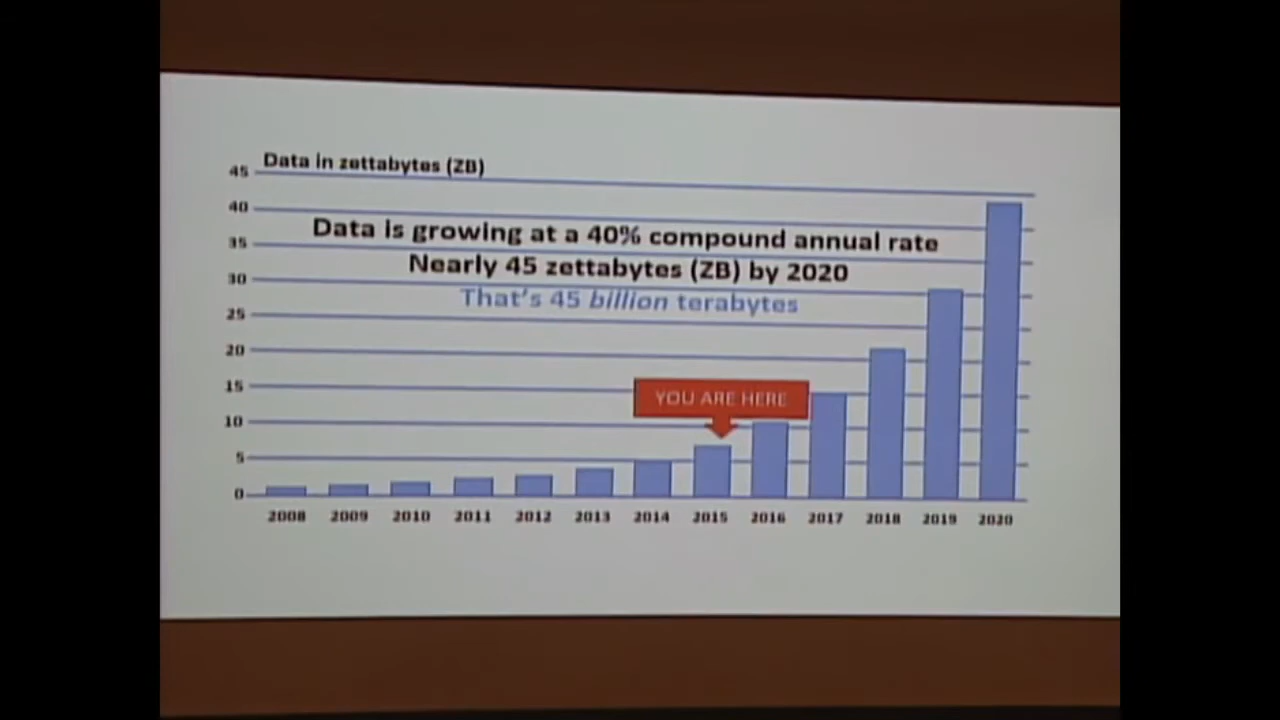 Data in zettabytes (ZB)
45
40
Data is growing at a 40% compound annual rate
35
Nearly 45 zettabytes (ZB) by 2020
30
That's 45 billion terabytes
25
20
15
YOU ARE HERE
10
5
0
2008 2009 2010 2011 2012 2013 2014 2015 2016 2017 2018 2019 2020